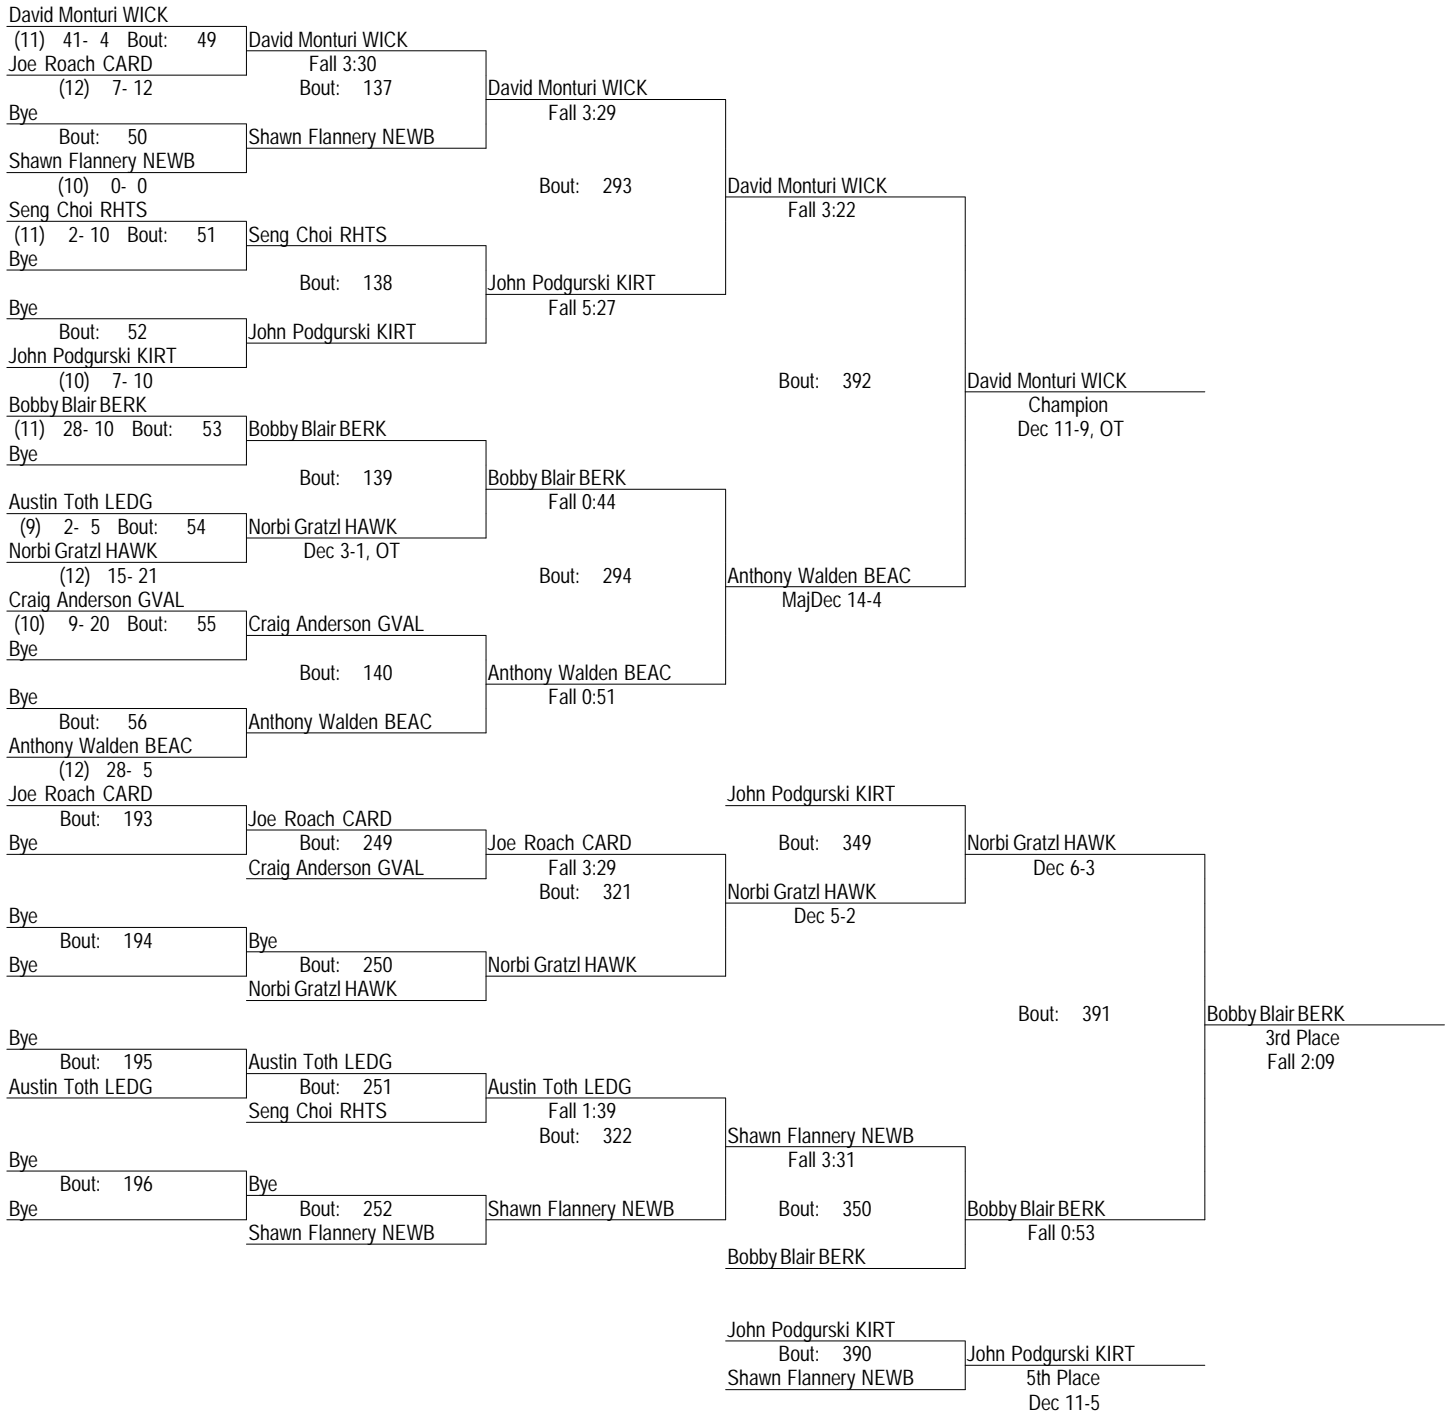 David Monturi WICK
(11) 41- 4 Bout: 49
Joe Roach CARD
(12) 7- 12
Bye
Bout: 50
Shawn Flannery NEWB
(10) 0- 0
Seng Choi RHTS
(11) 2- 10 Bout: 51
Bye
Bye
Bout: 52
John Podgurski KIRT
(10) 7- 10
Bobby Blair BERK
(11) 28- 10 Bout: 53
Bye
Austin Toth LEDG
(9) 2- 5 Bout: 54
Norbi Gratzl HAWK
(12) 15- 21
Craig Anderson GVAL
(10) 9- 20 Bout: 55
Bye
Bye
Bout: 56
Anthony Walden BEAC
(12) 28- 5
David Monturi WICK
Fall 3:30
Bout: 137
Shawn Flannery NEWB
Seng Choi RHTS
Bout: 138
John Podgurski KIRT
Bobby Blair BERK
Bout: 139
Norbi Gratzl HAWK
Dec 3-1, OT
Craig Anderson GVAL
Bout: 140
Anthony Walden BEAC
David Monturi WICK
Fall 3:29
Bout: 293
John Podgurski KIRT
Fall 5:27
Bobby Blair BERK
Fall 0:44
Bout: 294
Anthony Walden BEAC
Fall 0:51
David Monturi WICK
Fall 3:22
Bout: 392
Anthony Walden BEAC
MajDec 14-4
David Monturi WICK
Champion
Dec 11-9, OT
Joe Roach CARD
Bout: 193
Bye
Bye
Bout: 194
Bye
Bye
Bout: 195
Austin Toth LEDG
Bye
Bout: 196
Bye
Joe Roach CARD
Bout: 249
Craig Anderson GVAL
Bye
Bout: 250
Norbi Gratzl HAWK
Austin Toth LEDG
Bout: 251
Seng Choi RHTS
Bye
Bout: 252
Shawn Flannery NEWB
Joe Roach CARD
Fall 3:29
Bout: 321
Norbi Gratzl HAWK
Austin Toth LEDG
Fall 1:39
Bout: 322
Shawn Flannery NEWB
John Podgurski KIRT
Bout: 349
Norbi Gratzl HAWK
Dec 5-2
Shawn Flannery NEWB
Fall 3:31
Bout: 350
Bobby Blair BERK
Norbi Gratzl HAWK
Dec 6-3
Bout: 391
Bobby Blair BERK
Fall 0:53
Bobby Blair BERK
3rd Place
Fall 2:09
John Podgurski KIRT
Bout: 390
Shawn Flannery NEWB
John Podgurski KIRT
5th Place
Dec 11-5